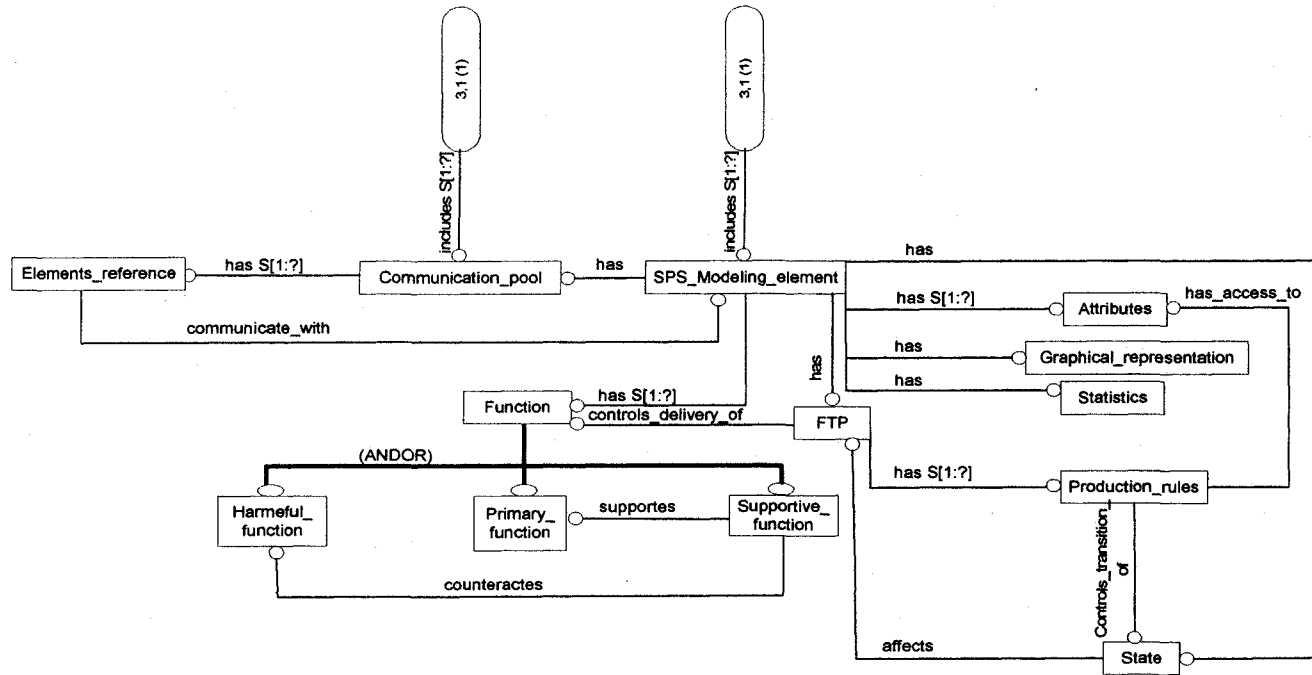 3,1 (1)
3,1 (1)
includes S[1:?]
includes S[1:?]
has
Elements_reference
has S[1:?]
Communication_pool
has
SPS_Modeling_element
has S[1:?]
Attributes
has_access_to
communicate_with
has
Graphical_representation
has
has
Statistics
Function
has S[1:?]
controls_delivery_of
FTP
(ANDOR)
has S[1:?]
Production_rules
Harmeful_
function
Primary_
function
supportes
Supportive_
function
counteractes
Controls_transition_
of
affects
State